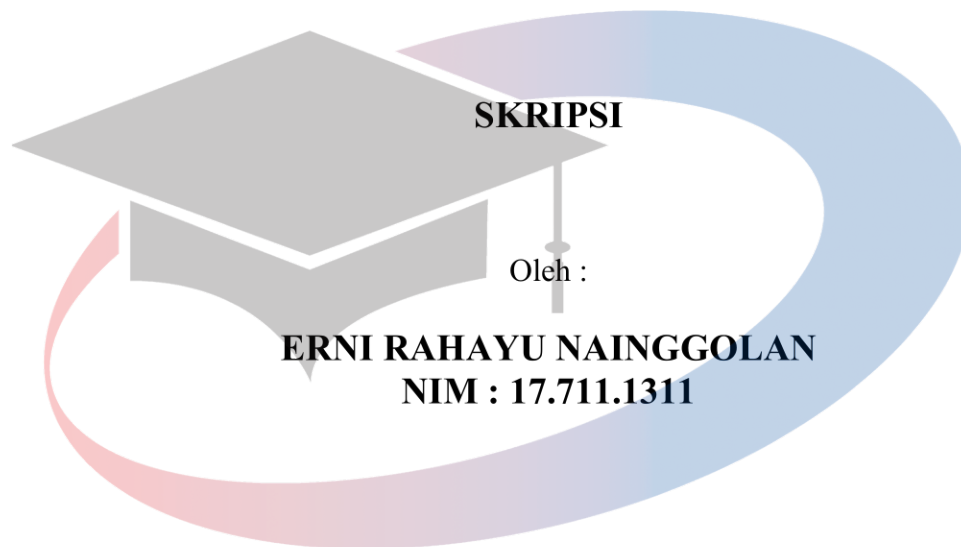 SKRIPSI
Oleh :
ERNI RAHAYU NAINGGOLAN
NIM : 17.711.1311